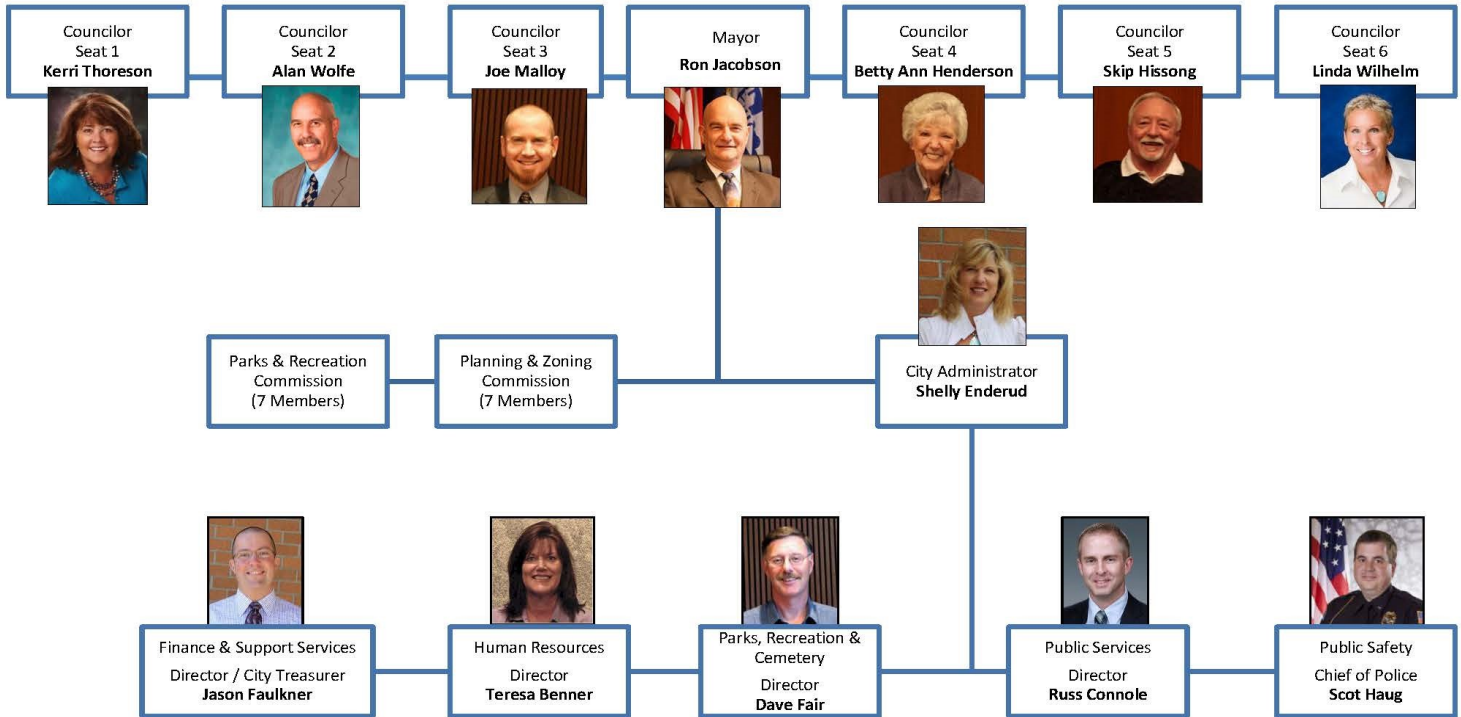 Councilor
Seat 1
Kerri Thoreson
Councilor
Seat 2
Alan Wolfe
Councilor
Seat 3
Joe Malloy
Mayor
Ron Jacobson
Councilor
Seat 4
Betty Ann Henderson
Councilor
Seat 5
Skip Hissong
Councilor
Seat 6
Linda Wilhelm
Parks & Recreation
Commission
(7 Members)
Planning & Zoning
Commission
(7 Members)
City Administrator
Shelly Enderud
Finance & Support Services
Director / City Treasurer
Jason Faulkner
Human Resources
Director
Teresa Benner
Parks, Recreation &
Cemetery
Director
Dave Fair
Public Services
Director
Russ Connole
Public Safety
Chief of Police
Scot Haug